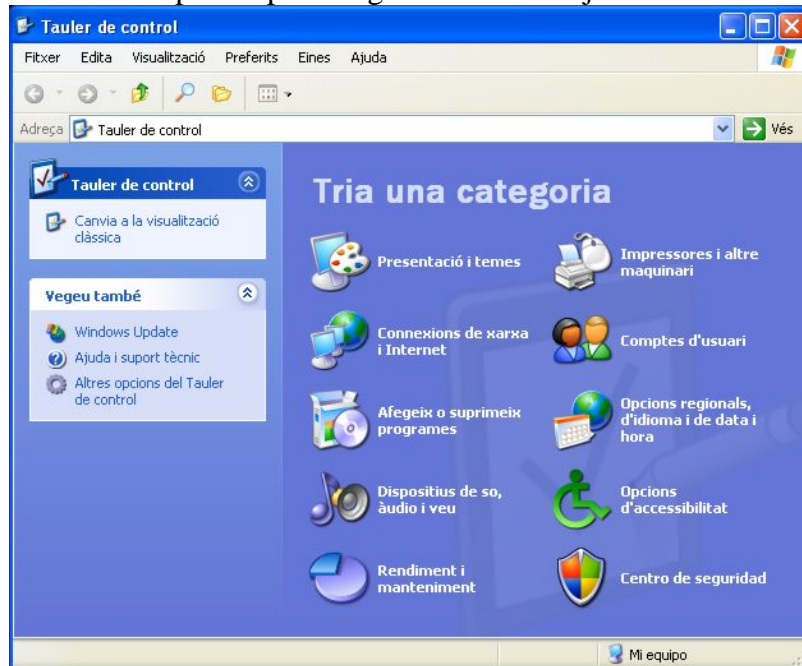 Tauler de control
Fitxer Edita Visualització Preferits Eines Ajuda
Adreça Tauler de control Vés
Tauler de control
Canvia a la visualització
clàssica
Vegeu també
Windows Update
Ajuda i suport tècnic
Altres opcions del Tauler
de control
Tria una categoria
Presentació i temes
Impressores i altre
maquinari
Connexions de xarxa
i Internet
Comptes d'usuari
Afegeix o suprimeix
programes
Opcions regionals,
d'idioma i de data i
hora
Dispositius de so,
àudio i veu
Opcions
d'accessibilitat
Rendiment i
manteniment
Centro de seguridad
Mi equipo